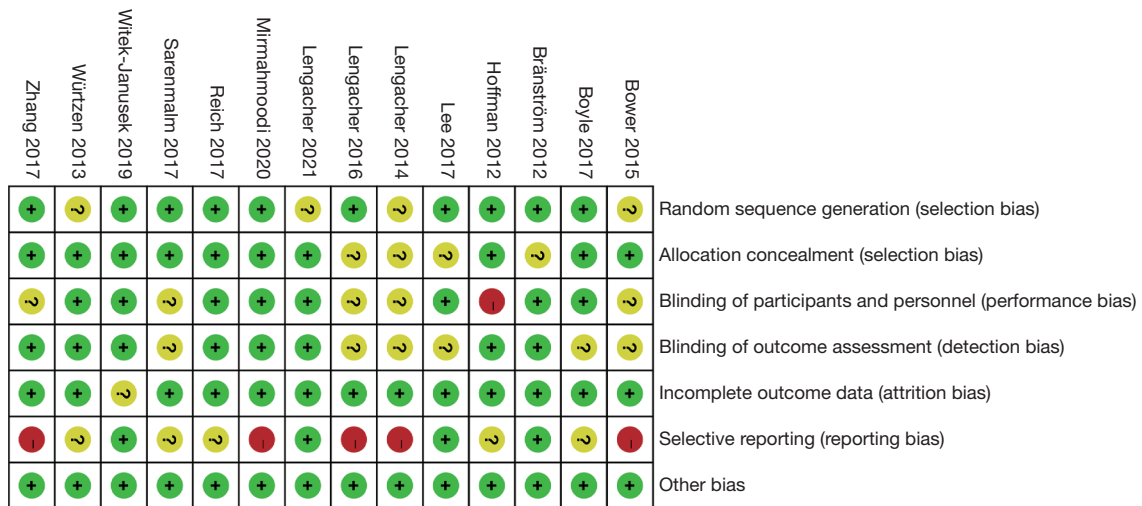 Zhang 2017
Würtzen 2013
Witek-Janusek 2019
Sarenmalm 2017
Reich 2017
Mirmahmoodi 2020
Lengacher 2021
Lengacher 2016
Lengacher 2014
Lee 2017
Hoffman 2012
Bränström 2012
Boyle 2017
Bower 2015
+ ? + + + + ? + ? + + + + ? Random sequence generation (selection bias)
+ + + + + + + ? ? ? + ? + + Allocation concealment (selection bias)
? + + ? + + + ? ? + – + + ? Blinding of participants and personnel (performance bias)
+ + + ? + + + ? ? ? + + ? ? Blinding of outcome assessment (detection bias)
+ + ? + + + + + + + + + + + Incomplete outcome data (attrition bias)
– ? + ? ? – + – – + ? + ? – Selective reporting (reporting bias)
+ + + + + + + + + + + + + + Other bias